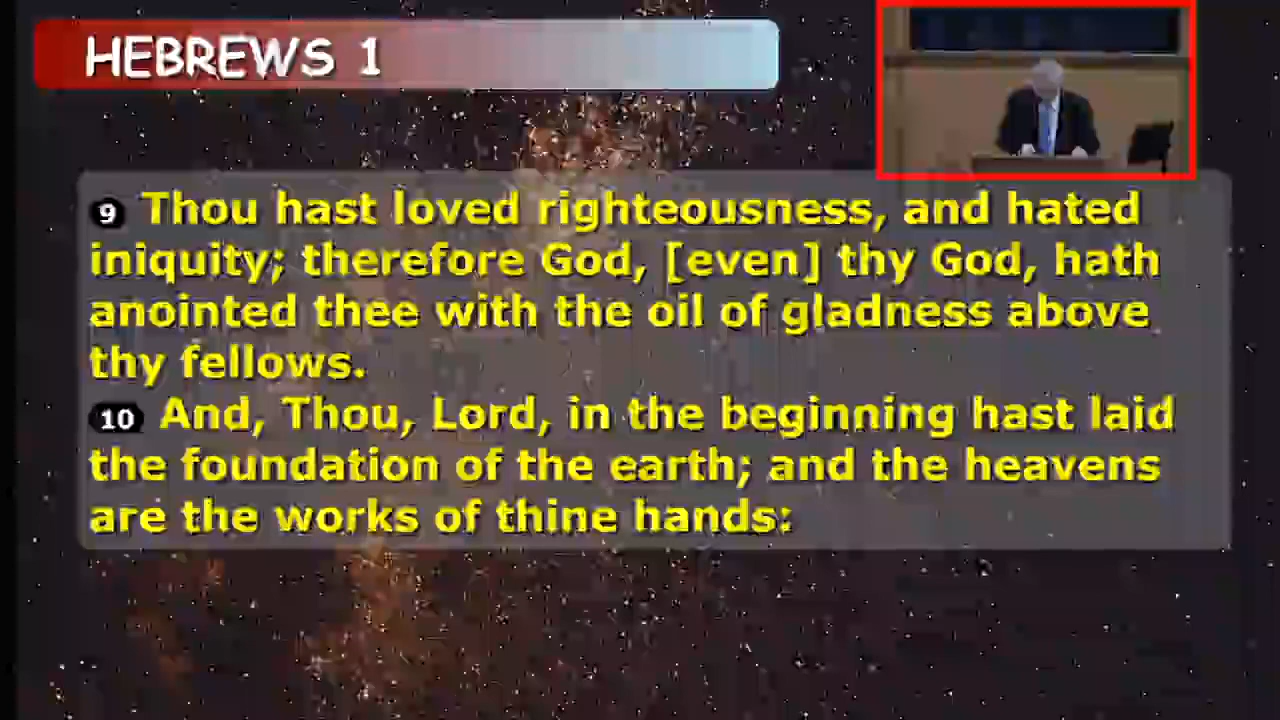 HEBREWS 1
9 Thou hast loved righteousness, and hated
iniquity; therefore God, [even] thy God, hath
anointed thee with the oil of gladness above
thy fellows.
10 And, Thou, Lord, in the beginning hast laid
the foundation of the earth; and the heavens
are the works of thine hands: